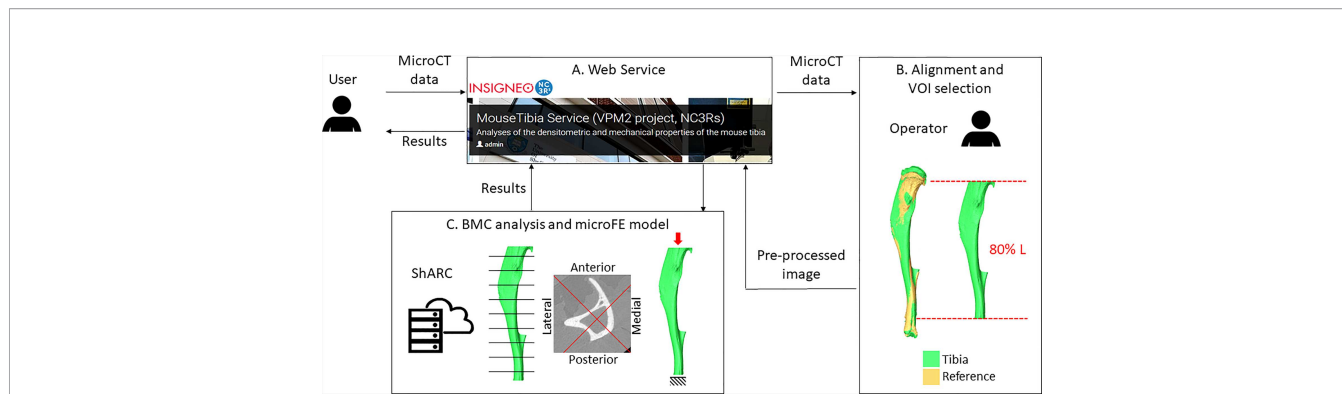 User
MicroCT
data
Results
A. Web Service
INSIGNEO
NC
3Rs
MouseTibia Service (VPM2 project, NC3Rs)
Analyses of the densitometric and mechanical properties of the mouse tibia
admin
MicroCT
data
B. Alignment and
VOI selection
Operator
80% L
Tibia
Reference
Pre-processed
image
Results
C. BMC analysis and microFE model
ShARC
Anterior
Lateral
Medial
Posterior